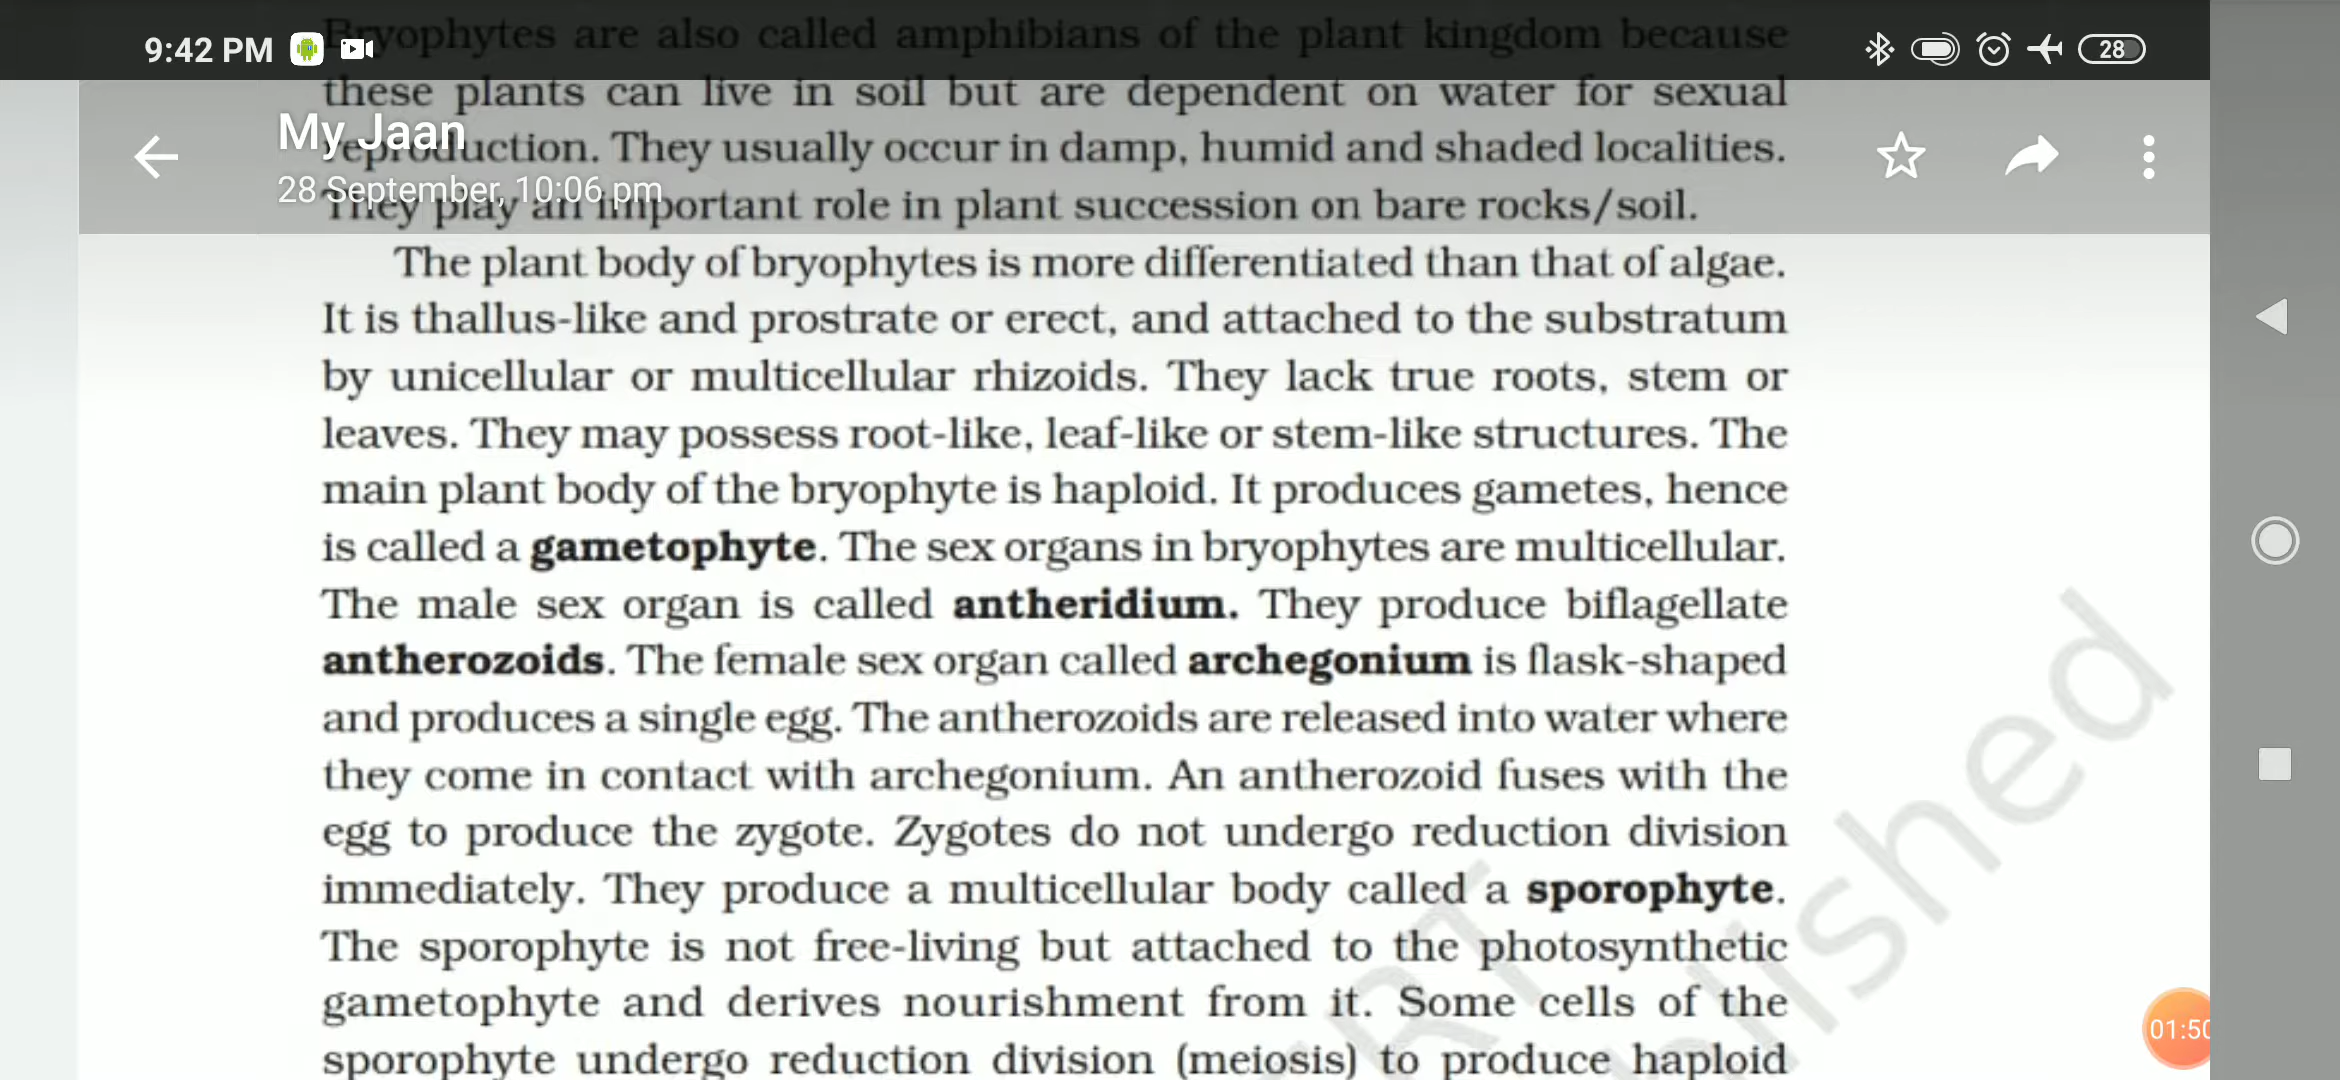 Bryophytes are also called amphibians of the plant kingdom because
9:42 PM
28
these plants can live in soil but are dependent on water for sexual
My Jaan
reproduction. They usually occur in damp, humid and shaded localities.
28 September, 10:06 pm
They play an important role in plant succession on bare rocks/soil.
The plant body of bryophytes is more differentiated than that of algae.
It is thallus-like and prostrate or erect, and attached to the substratum
by unicellular or multicellular rhizoids. They lack true roots, stem or
leaves. They may possess root-like, leaf-like or stem-like structures. The
main plant body of the bryophyte is haploid. It produces gametes, hence
is called a gametophyte. The sex organs in bryophytes are multicellular.
The male sex organ is called antheridium. They produce biflagellate
antherozoids. The female sex organ called archegonium is flask-shaped
and produces a single egg. The antherozoids are released into water where
they come in contact with archegonium. An antherozoid fuses with the
egg to produce the zygote. Zygotes do not undergo reduction division
immediately. They produce a multicellular body called a sporophyte.
The sporophyte is not free-living but attached to the photosynthetic
gametophyte and derives nourishment from it. Some cells of the
sporophyte undergo reduction division (meiosis) to produce haploid
01:50